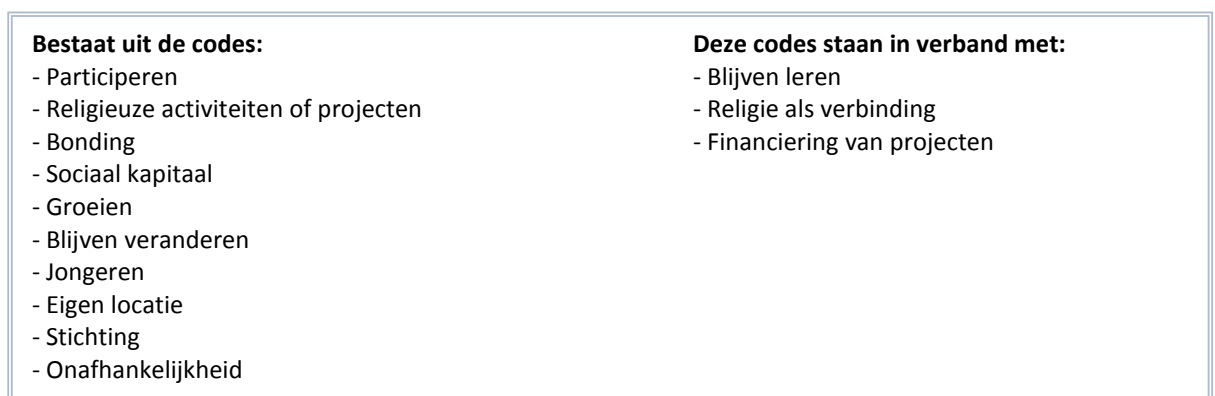 Bestaat uit de codes:
- Participeren
- Religieuze activiteiten of projecten
- Bonding
- Sociaal kapitaal
- Groeien
- Blijven veranderen
- Jongeren
- Eigen locatie
- Stichting
- Onafhankelijkheid
Deze codes staan in verband met:
- Blijven leren
- Religie als verbinding
- Financiering van projecten